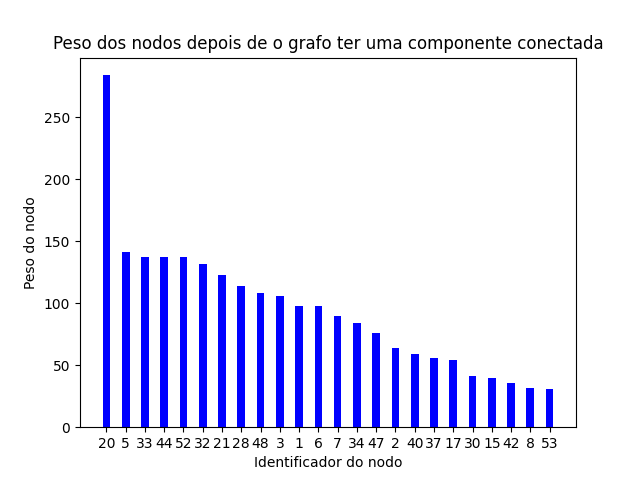 Peso dos nodos depois de o grafo ter uma componente conectada
Peso do nodo
250
200
150
100
50
0
20 5 33 44 52 32 21 28 48 3 1 6 7 34 47 2 40 37 17 30 15 42 8 53
Identificador do nodo